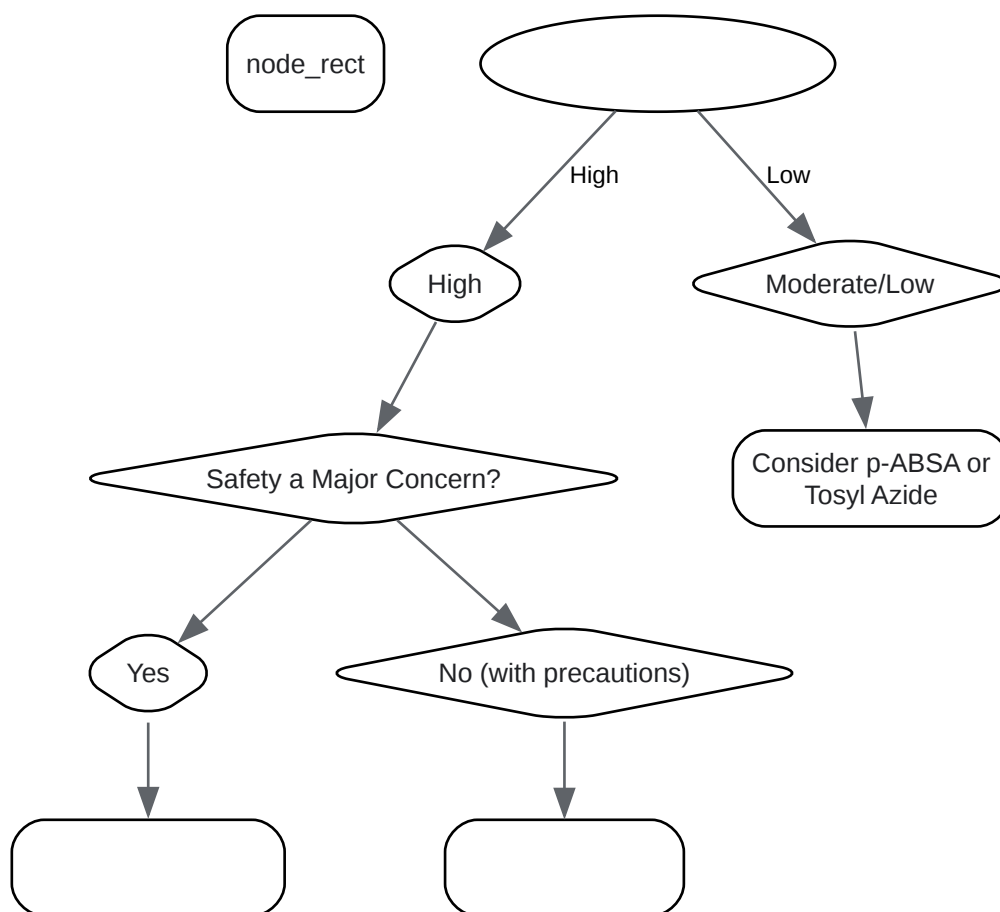 node_rect
High
Low
High
Moderate/Low
Safety a Major Concern?
Consider p-ABSA or
Tosyl Azide
Yes
No (with precautions)